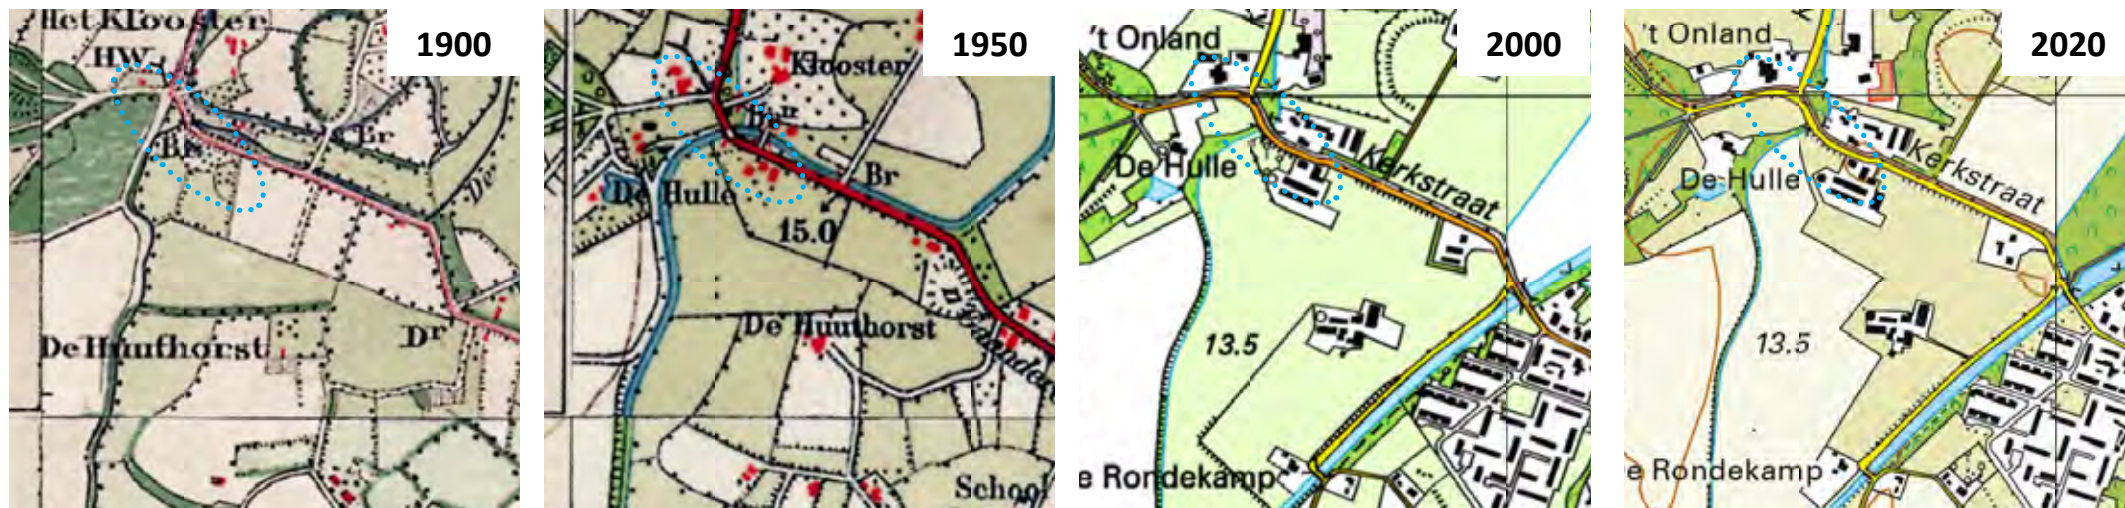 Het Klooster
1900
HW
Br
Br
De
De Huufhorst
Dr
1950
Klooster
Br
De Hulle
15.0
De Huufhorst
School
't Onland
2000
De Hulle
Kerkstraat
13.5
e Rondekamp
't Onland
2020
De Hulle
Kerkstraat
13.5
e Rondekamp